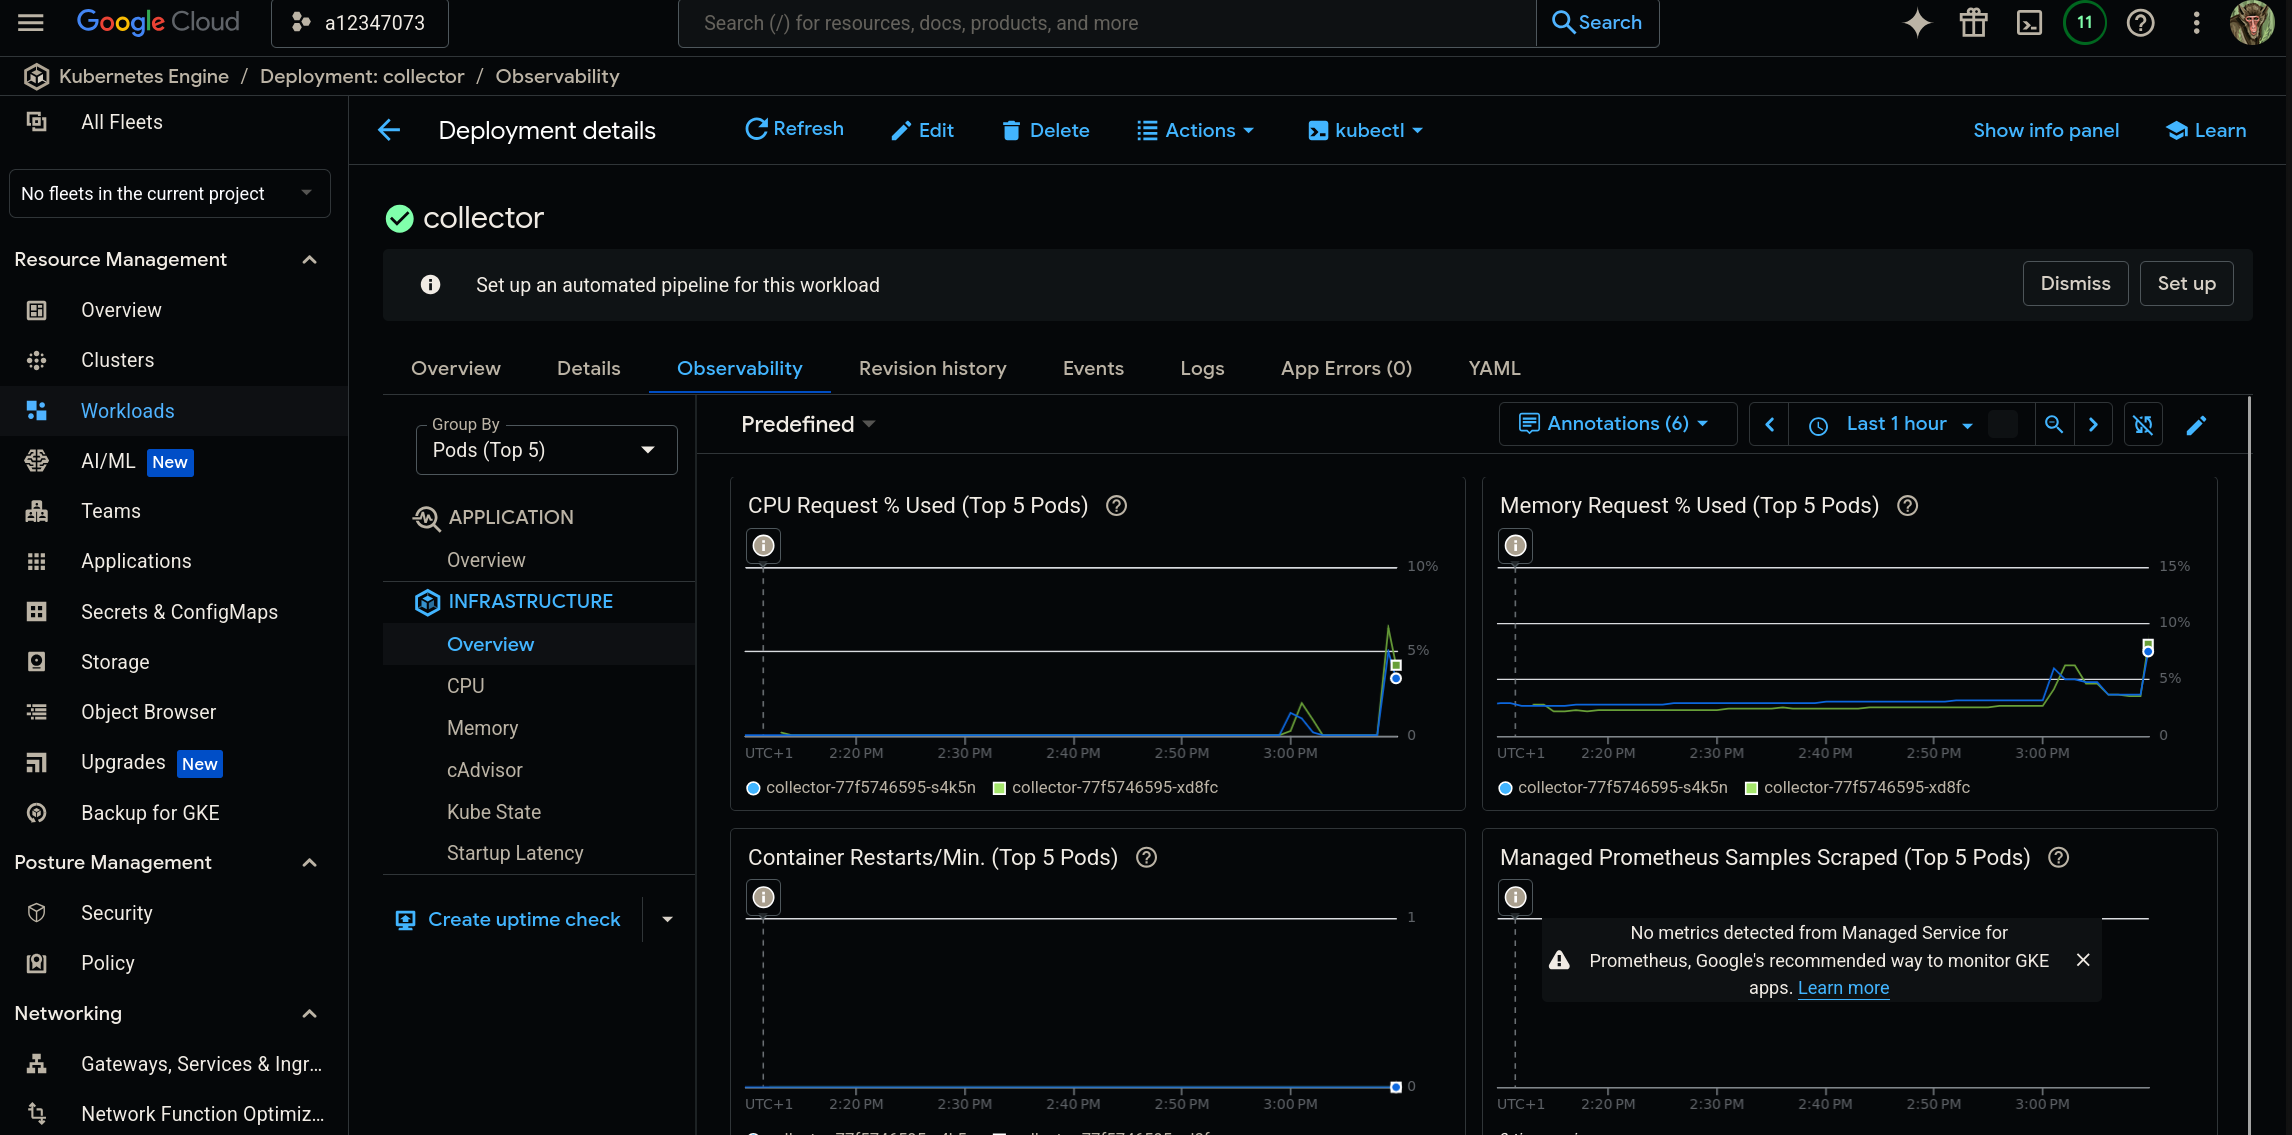 Google Cloud
a12347073
Search (/) for resources, docs, products, and more
Search
11
Kubernetes Engine / Deployment: collector / Observability
All Fleets
No fleets in the current project
Resource Management
Overview
Clusters
Workloads
AI/ML New
Teams
Applications
Secrets & ConfigMaps
Storage
Object Browser
Upgrades New
Backup for GKE
Posture Management
Security
Policy
Networking
Gateways, Services & Ingr...
Network Function Optimiz...
Deployment details
Refresh
Edit
Delete
Actions
kubectl
Show info panel
Learn
collector
Set up an automated pipeline for this workload
Dismiss
Set up
Overview
Details
Observability
Revision history
Events
Logs
App Errors (0)
YAML
Group By
Pods (Top 5)
APPLICATION
Overview
INFRASTRUCTURE
Overview
CPU
Memory
cAdvisor
Kube State
Startup Latency
Create uptime check
Predefined
Annotations (6)
Last 1 hour
CPU Request % Used (Top 5 Pods)
10%
5%
0
UTC+1 2:20 PM 2:30 PM 2:40 PM 2:50 PM 3:00 PM
collector-77f5746595-s4k5n collector-77f5746595-xd8fc
Memory Request % Used (Top 5 Pods)
15%
10%
5%
0
UTC+1 2:20 PM 2:30 PM 2:40 PM 2:50 PM 3:00 PM
collector-77f5746595-s4k5n collector-77f5746595-xd8fc
Container Restarts/Min. (Top 5 Pods)
1
0
UTC+1 2:20 PM 2:30 PM 2:40 PM 2:50 PM 3:00 PM
Managed Prometheus Samples Scraped (Top 5 Pods)
No metrics detected from Managed Service for
Prometheus, Google's recommended way to monitor GKE
apps. Learn more
UTC+1 2:20 PM 2:30 PM 2:40 PM 2:50 PM 3:00 PM